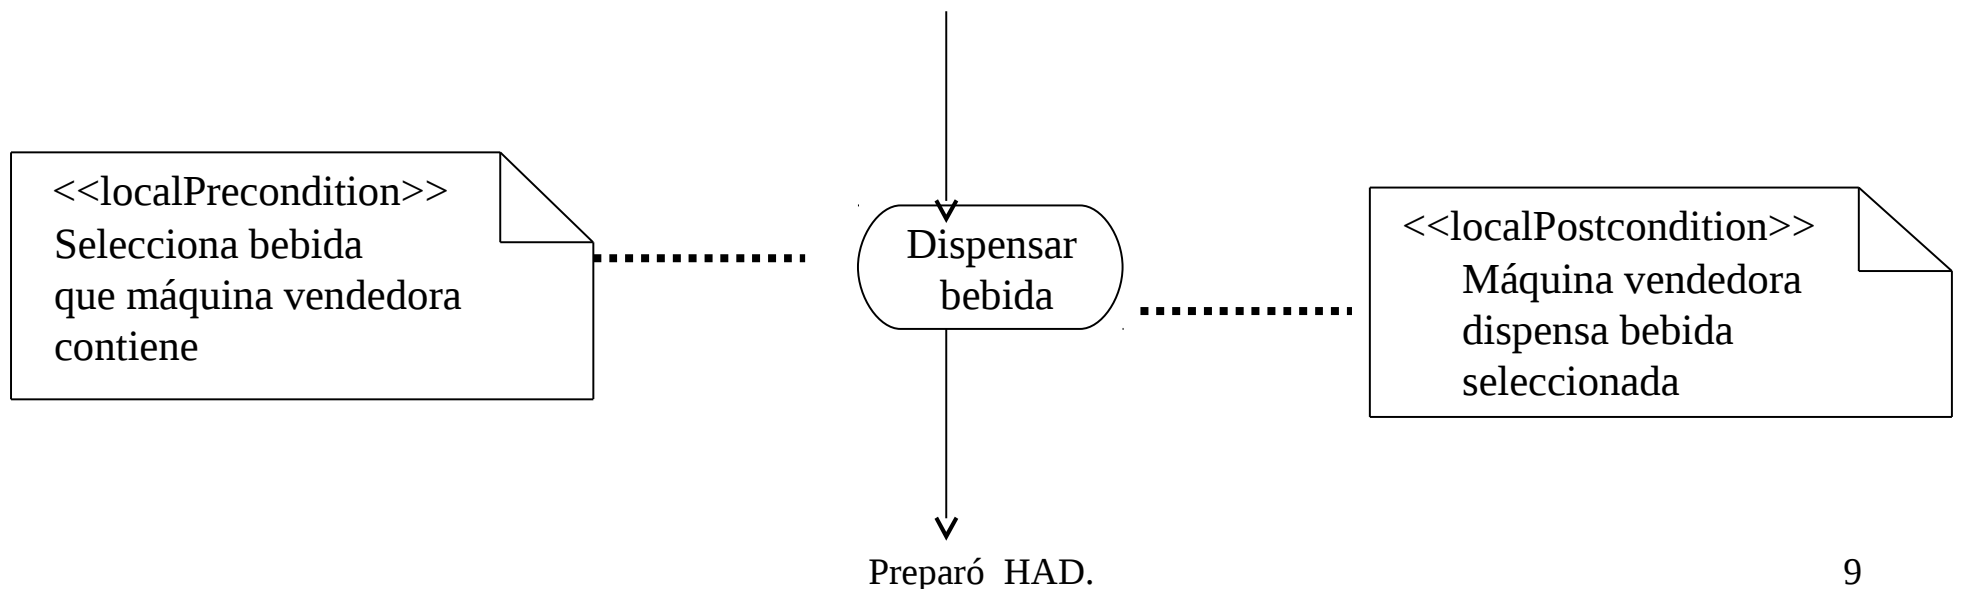 <<localPrecondition>>
Selecciona bebida
que máquina vendedora
contiene
Dispensar
bebida
<<localPostcondition>>
Máquina vendedora
dispensa bebida
seleccionada
Preparó HAD.
9